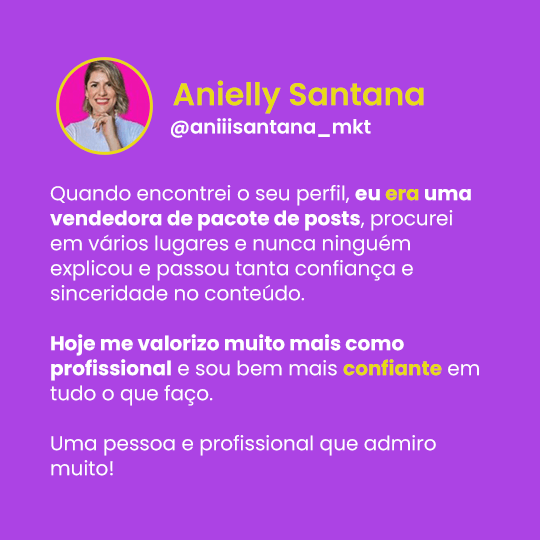 Anielly Santana
@aniiisantana_mkt
Quando encontrei o seu perfil, eu era uma
vendedora de pacote de posts, procurei
em vários lugares e nunca ninguém
explicou e passou tanta confiança e
sinceridade no conteúdo.
Hoje me valorizo muito mais como
profissional e sou bem mais confiante em
tudo o que faço.
Uma pessoa e profissional que admiro
muito!